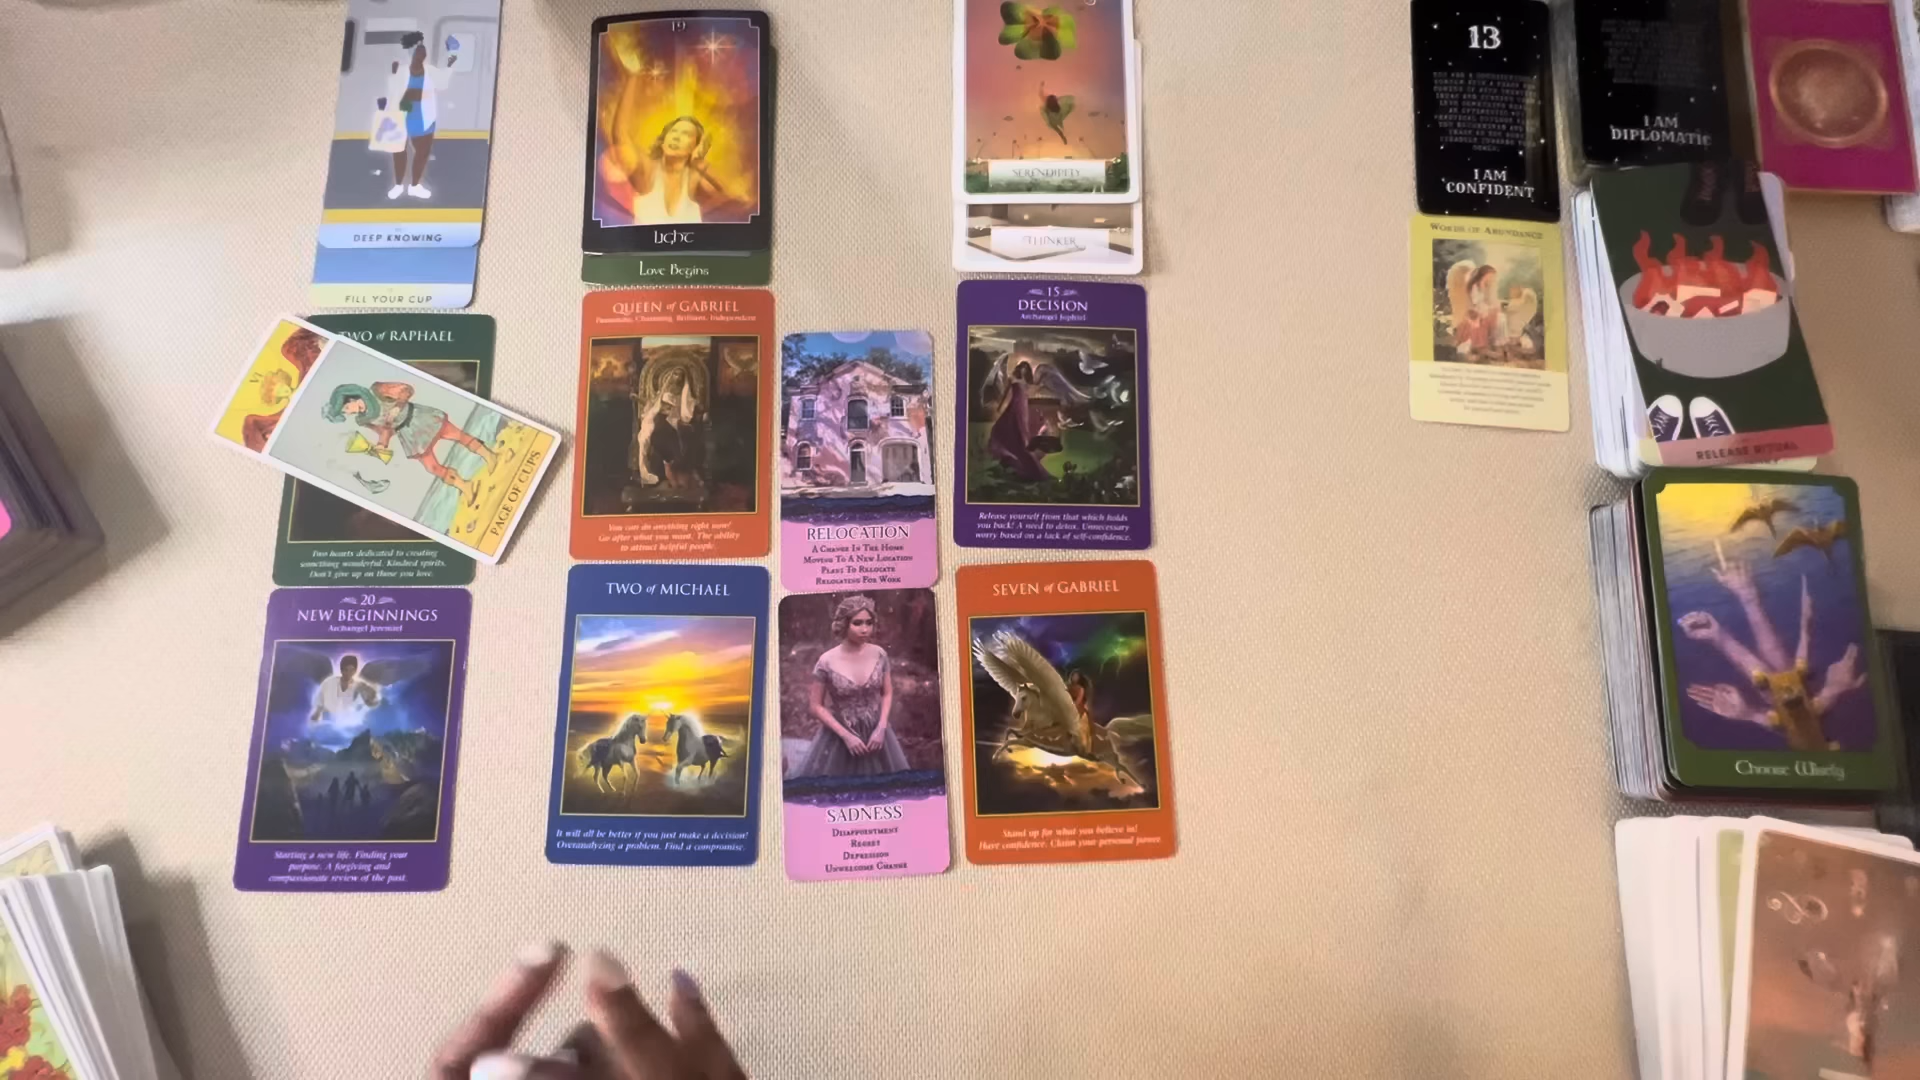 DEEP KNOWING
FILL YOUR CUP
19
Light
Love Begins
SERENDIPITY
THINKER
13
I AM
CONFIDENT
I AM
DIPLOMATIC
WORDS OF ABUNDANCE
RELEASE RITUAL
Choose Wisely
TWO of RAPHAEL
Two hearts dedicated to creating
something wonderful. Kindred spirits.
Don't give up on those you love.
VI
PAGE OF CUPS
QUEEN of GABRIEL
Passionate, Charming, Brilliant, Independent
You can do anything right now!
Go after what you want. The ability
to attract helpful people.
RELOCATION
A CHANGE IN THE HOME
MOVING TO A NEW LOCATION
PLANS TO RELOCATE
RELOCATING FOR WORK
15
DECISION
Archangel Jophiel
Release yourself from that which holds
you back! A need to detox. Unnecessary
worry based on a lack of self-confidence.
20
NEW BEGINNINGS
Archangel Jeremiel
Starting a new life. Finding your
purpose. A forgiving and
compassionate review of the past.
TWO of MICHAEL
It will all be better if you just make a decision!
Overanalyzing a problem. Find a compromise.
SADNESS
DISAPPOINTMENT
REGRET
DEPRESSION
UNWELCOME CHANGE
SEVEN of GABRIEL
Stand up for what you believe in!
Have confidence. Claim your personal power.